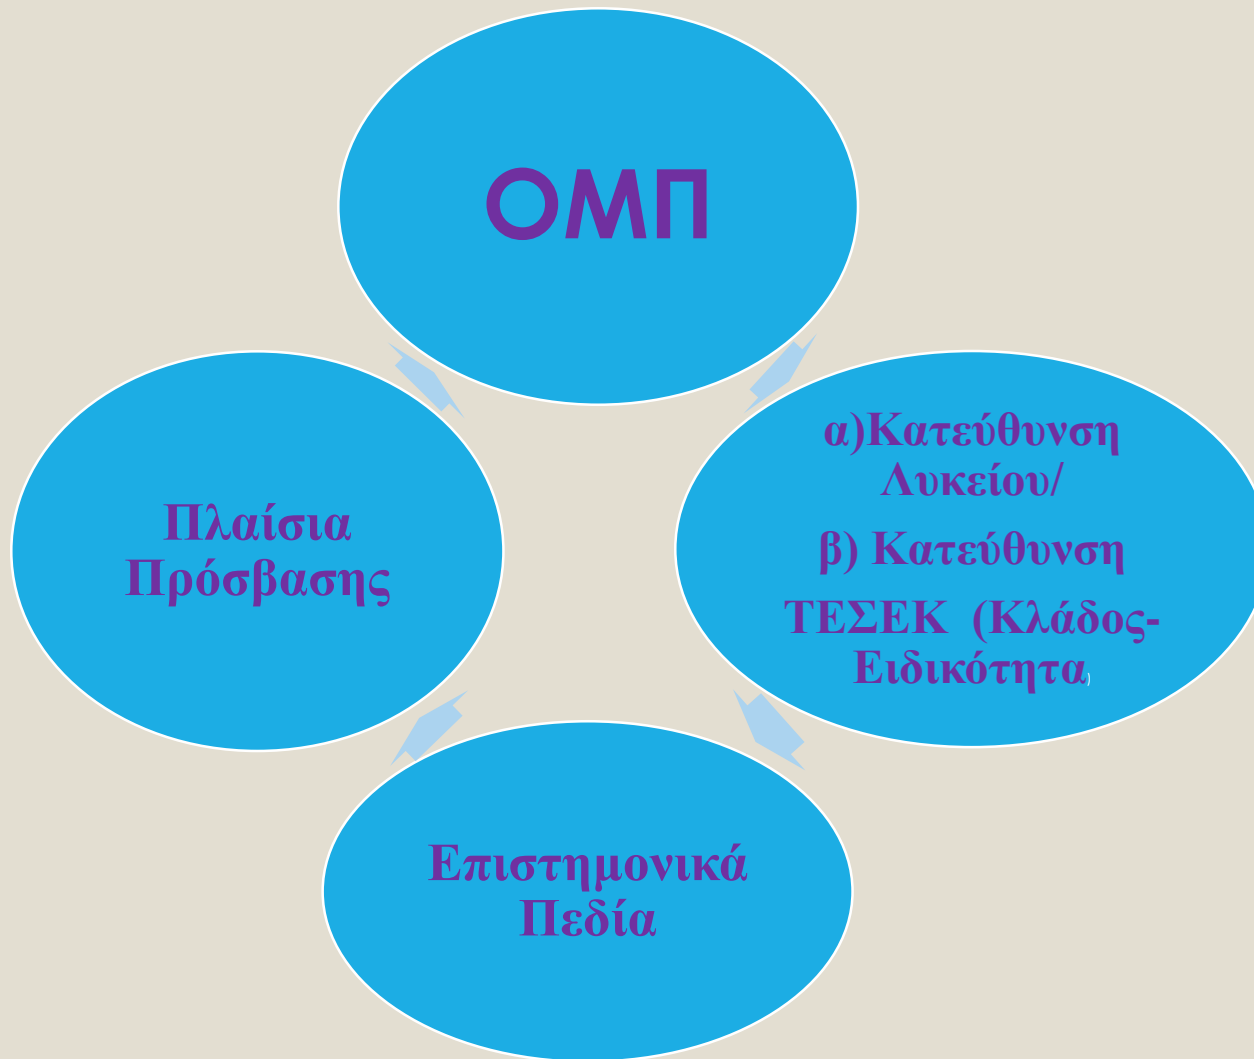 ΟΜΠ
Πλαίσια
Πρόσβασης
α)Κατεύθυνση
Λυκείου/
β) Κατεύθυνση
ΤΕΣΕΚ (Κλάδος-
Ειδικότητα)
Επιστημονικά
Πεδία